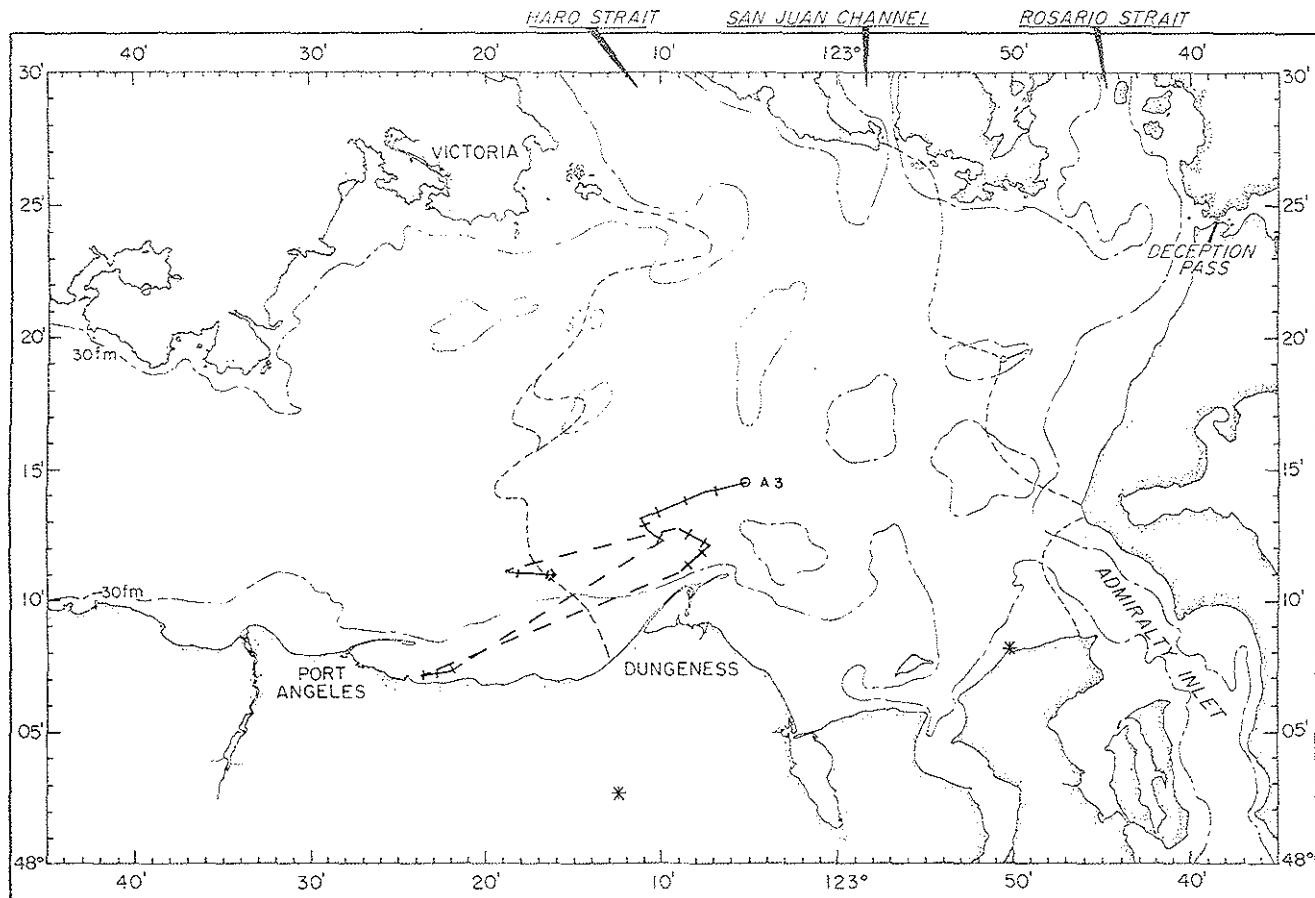 HARO STRAIT SAN JUAN CHANNEL ROSARIO STRAIT
40' 30' 20' 10' 123° 50' 40'
30' 30'
VICTORIA
25' 25'
DECEPTION
PASS
20' 20'
30fm
15' 15'
A3
10' 10'
30fm
ADMIRALTY INLET
PORT
ANGELES
DUNGENESS
05' 05'
48° 48°
40' 30' 20' 10' 123° 50' 40'